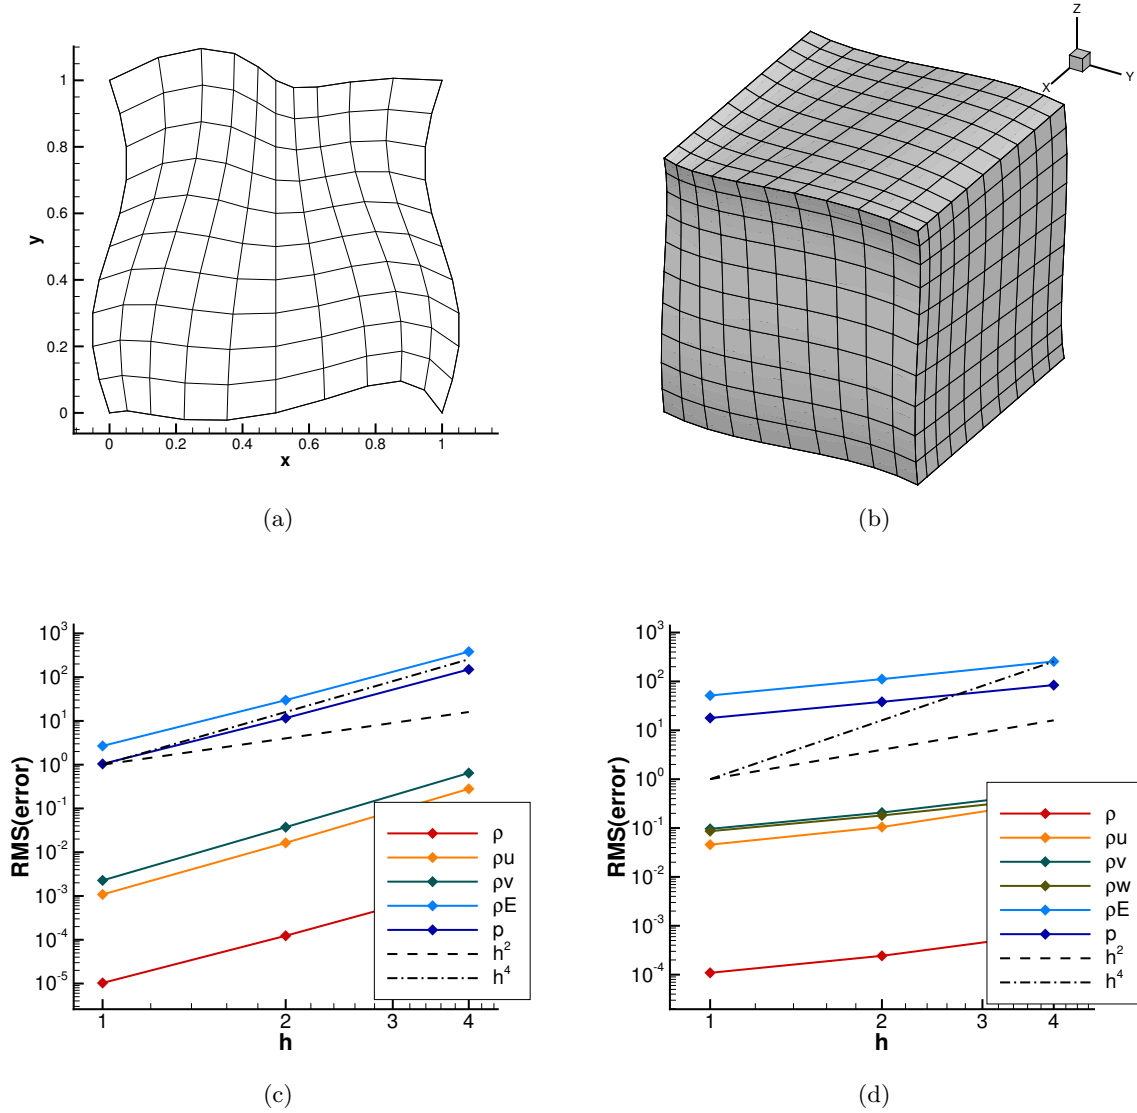 1
0.8
0.6
0.4
0.2
0
y
0
0.2
0.4
0.6
0.8
1
x
(a)
Z
X
Y
(b)
10³
10²
10¹
10⁰
10⁻¹
10⁻²
10⁻³
10⁻⁴
10⁻⁵
RMS(error)
1
2
3
4
h
ρ
ρu
ρv
ρE
p
h²
h⁴
(c)
10³
10²
10¹
10⁰
10⁻¹
10⁻²
10⁻³
10⁻⁴
RMS(error)
1
2
3
4
h
ρ
ρu
ρv
ρw
ρE
p
h²
h⁴
(d)